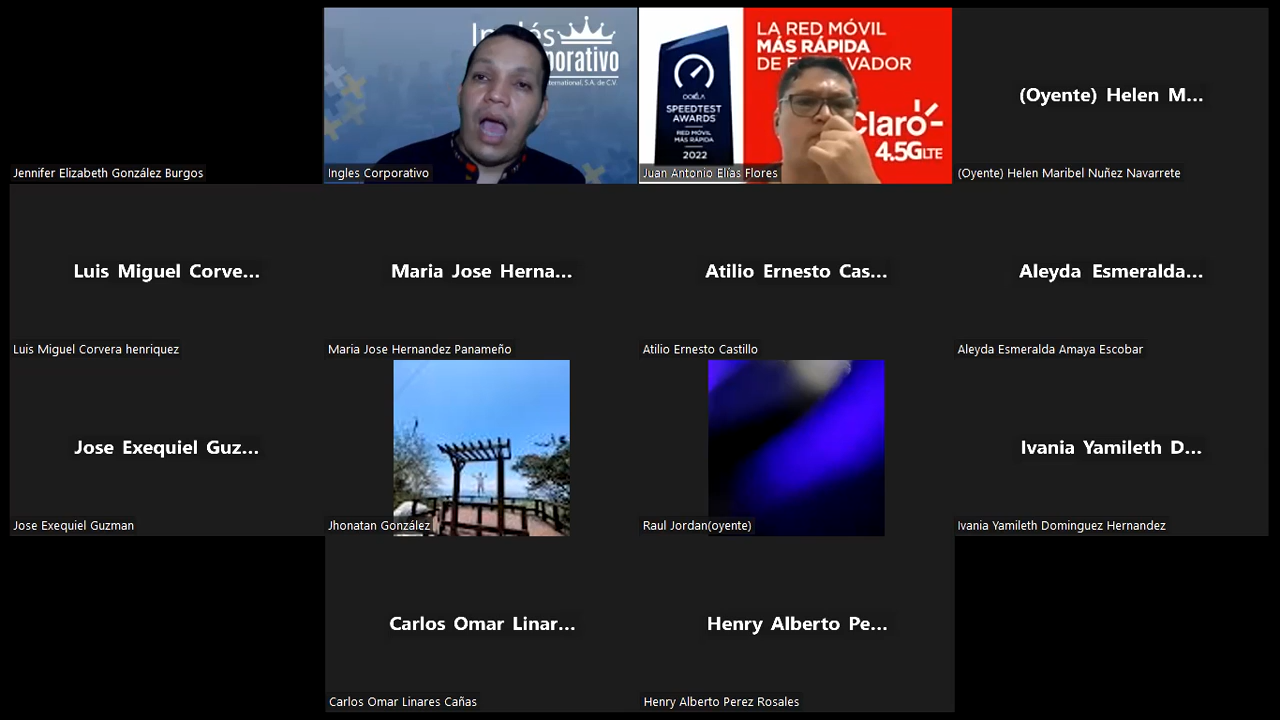 Jennifer Elizabeth González Burgos
Inglés
porativo
International, S.A. de C.V.
Ingles Corporativo
OOKLA
SPEEDTEST
AWARDS
RED MÓVIL
MÁS RÁPIDA
2022
LA RED MÓVIL
MÁS RÁPIDA
DE EL SALVADOR
Claro
4.5G LTE
Juan Antonio Elías Flores
(Oyente) Helen M...
(Oyente) Helen Maribel Nuñez Navarrete
Luis Miguel Corve...
Luis Miguel Corvera henriquez
Maria Jose Herna...
Maria Jose Hernandez Panameño
Atilio Ernesto Cas...
Atilio Ernesto Castillo
Aleyda Esmeralda...
Aleyda Esmeralda Amaya Escobar
Jose Exequiel Guz...
Jose Exequiel Guzman
Jhonatan González
Raul Jordan(oyente)
Ivania Yamileth D...
Ivania Yamileth Dominguez Hernandez
Carlos Omar Linar...
Carlos Omar Linares Cañas
Henry Alberto Pe...
Henry Alberto Perez Rosales